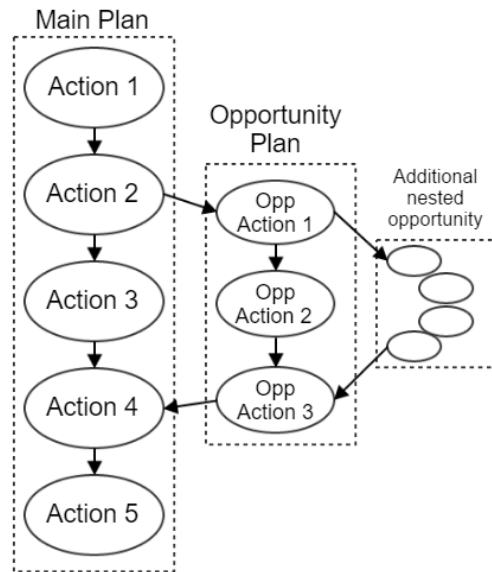 Main Plan
Action 1
Action 2
Action 3
Action 4
Action 5
Opportunity
Plan
Opp
Action 1
Opp
Action 2
Opp
Action 3
Additional
nested
opportunity